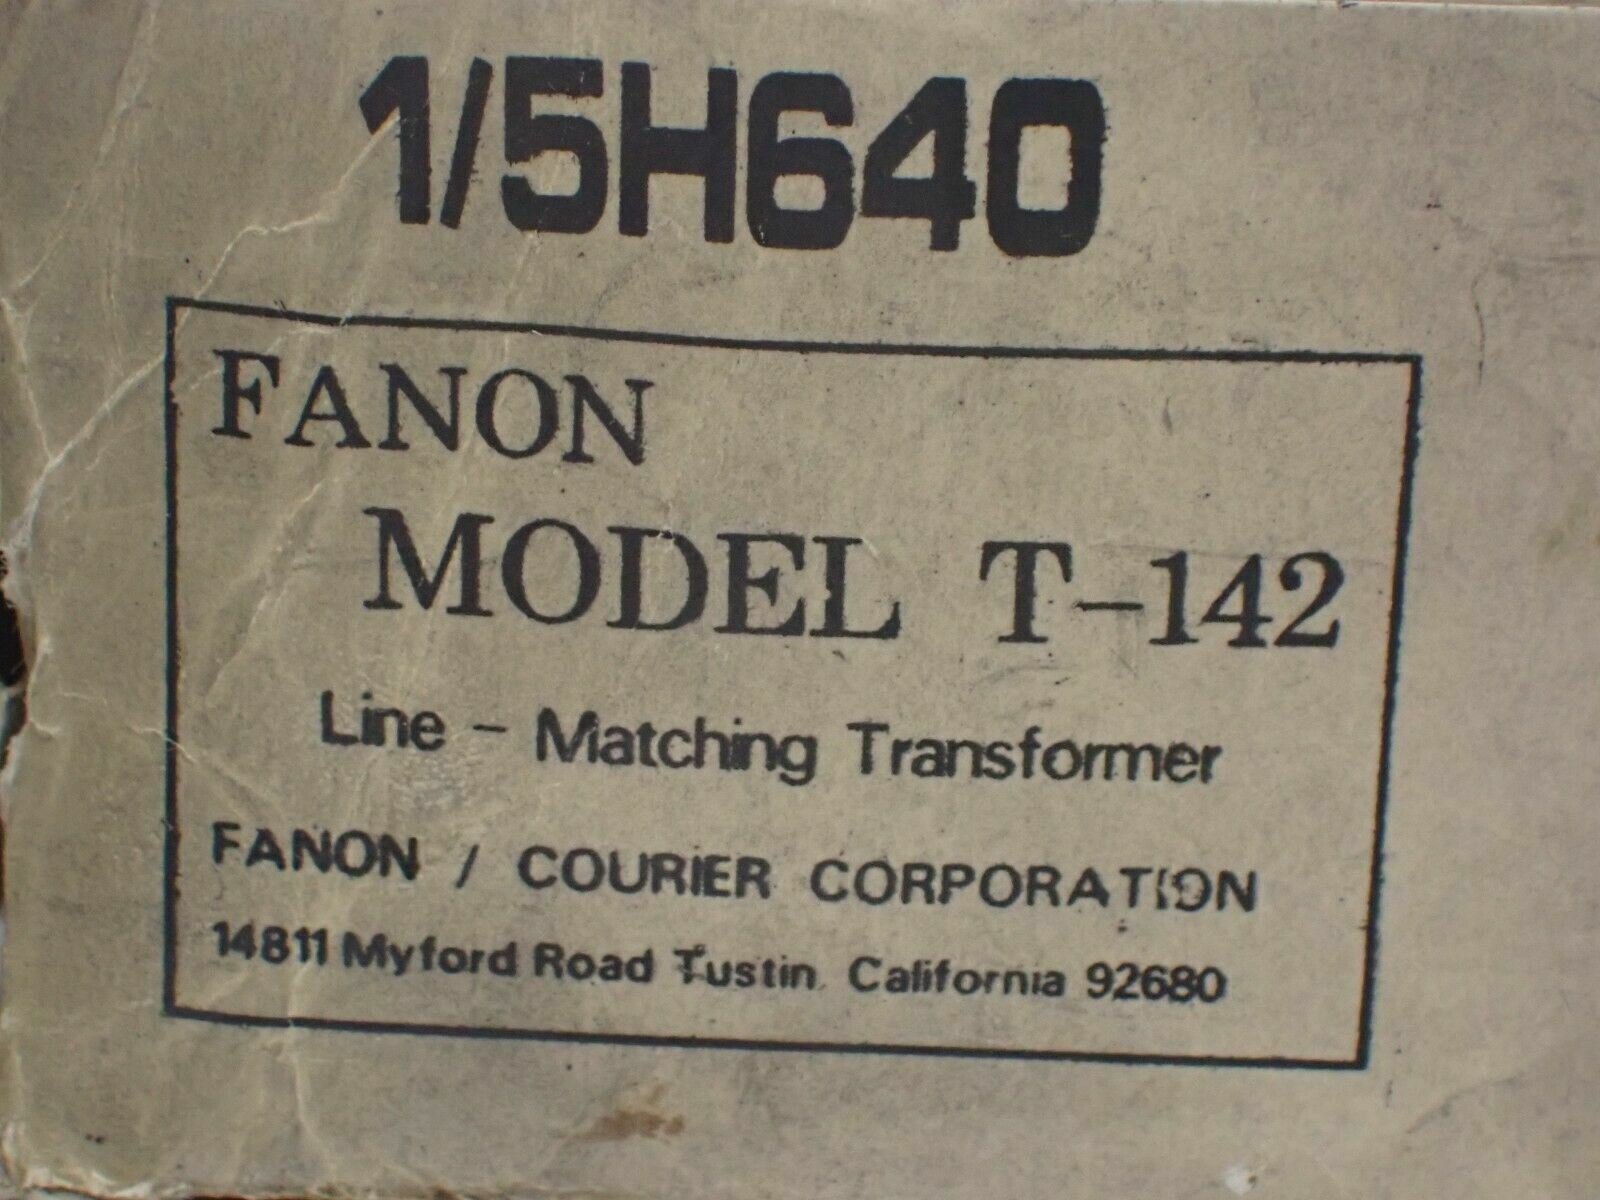 1/5H640
FANON
MODEL T-142
Line - Matching Transformer
FANON / COURIER CORPORATION
14811 Myford Road Tustin, California 92680